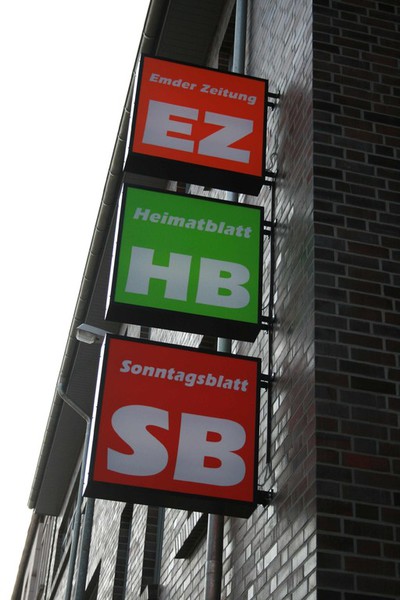 Emder Zeitung
EZ
Heimatblatt
HB
Sonntagsblatt
SB